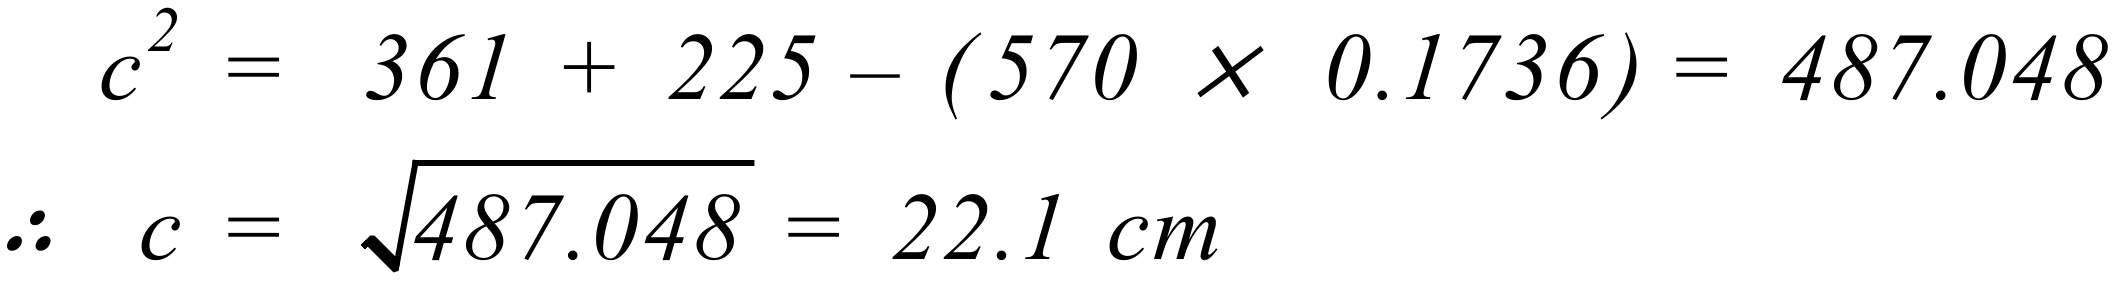 c² = 361 + 225 – (570 × 0.1736) = 487.048
∴ c = √487.048 = 22.1 cm